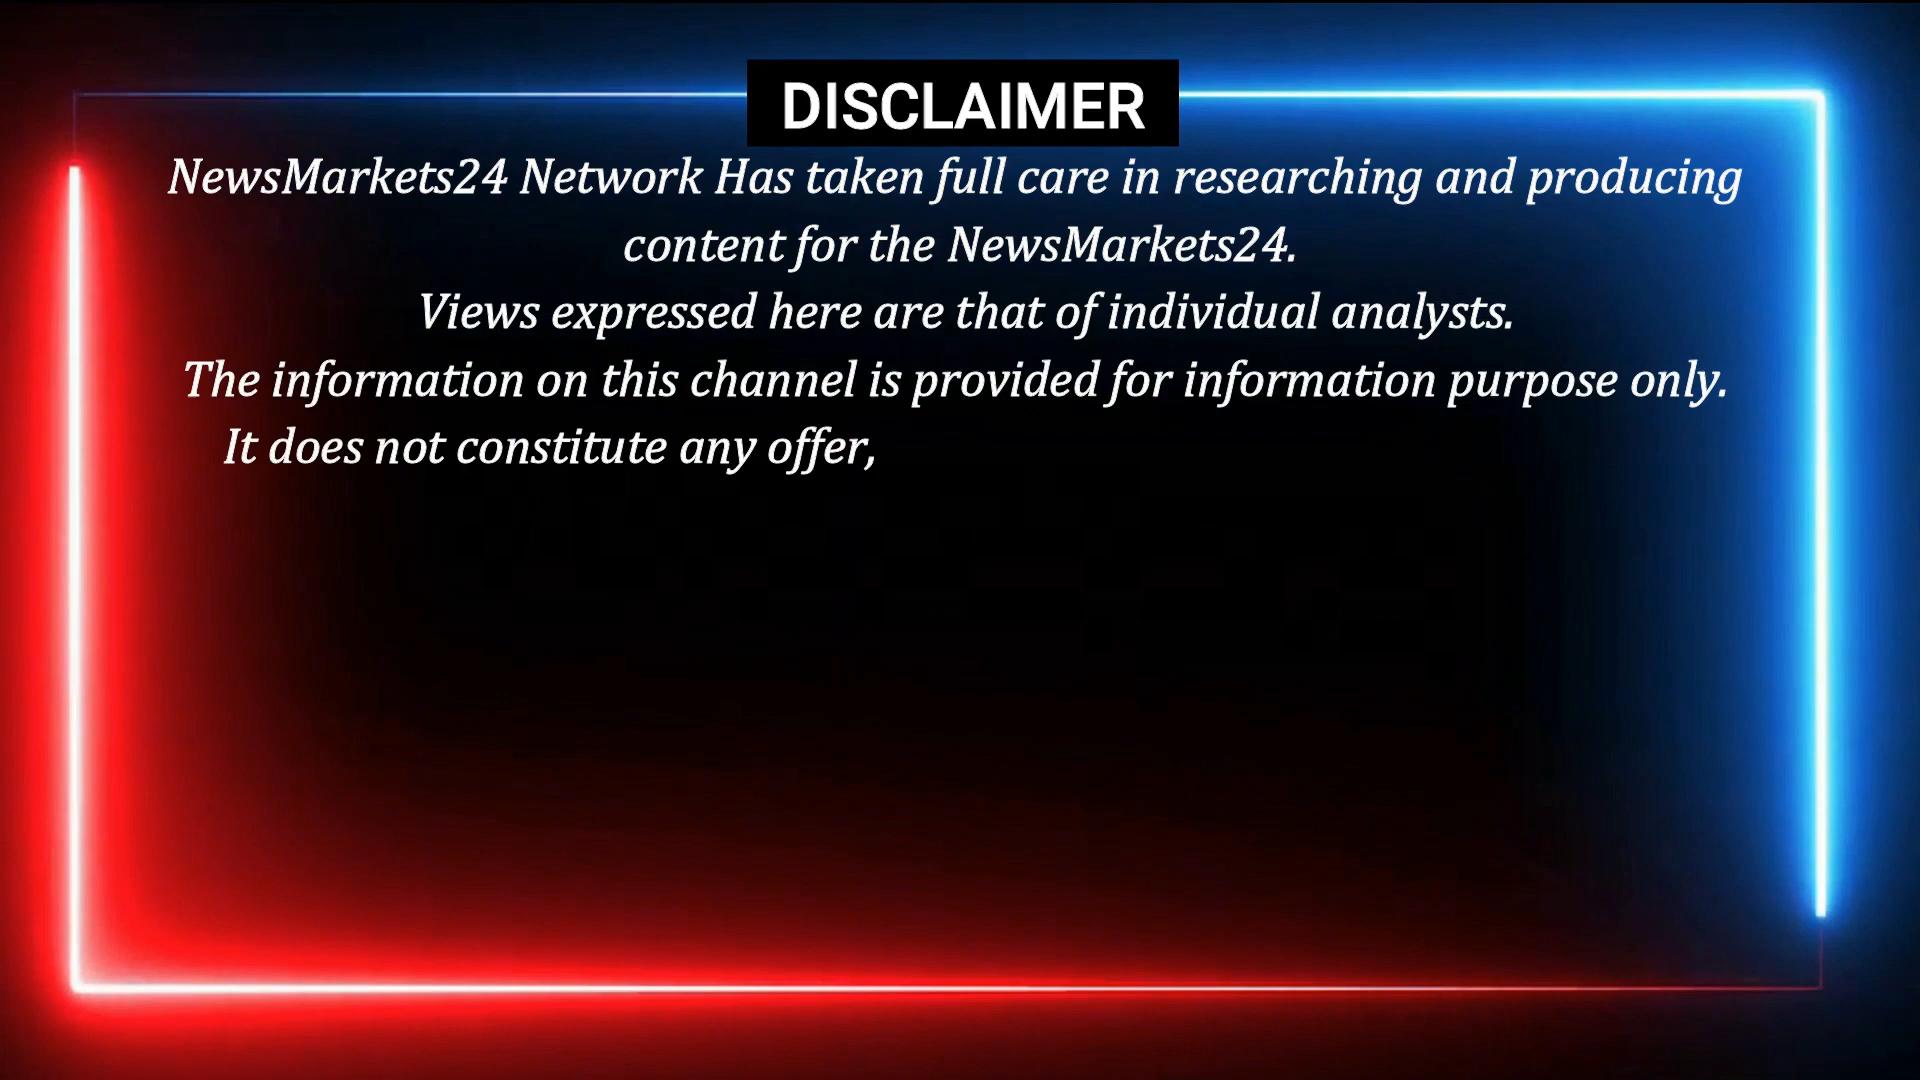 DISCLAIMER
NewsMarkets24 Network Has taken full care in researching and producing
content for the NewsMarkets24.
Views expressed here are that of individual analysts.
The information on this channel is provided for information purpose only.
It does not constitute any offer,